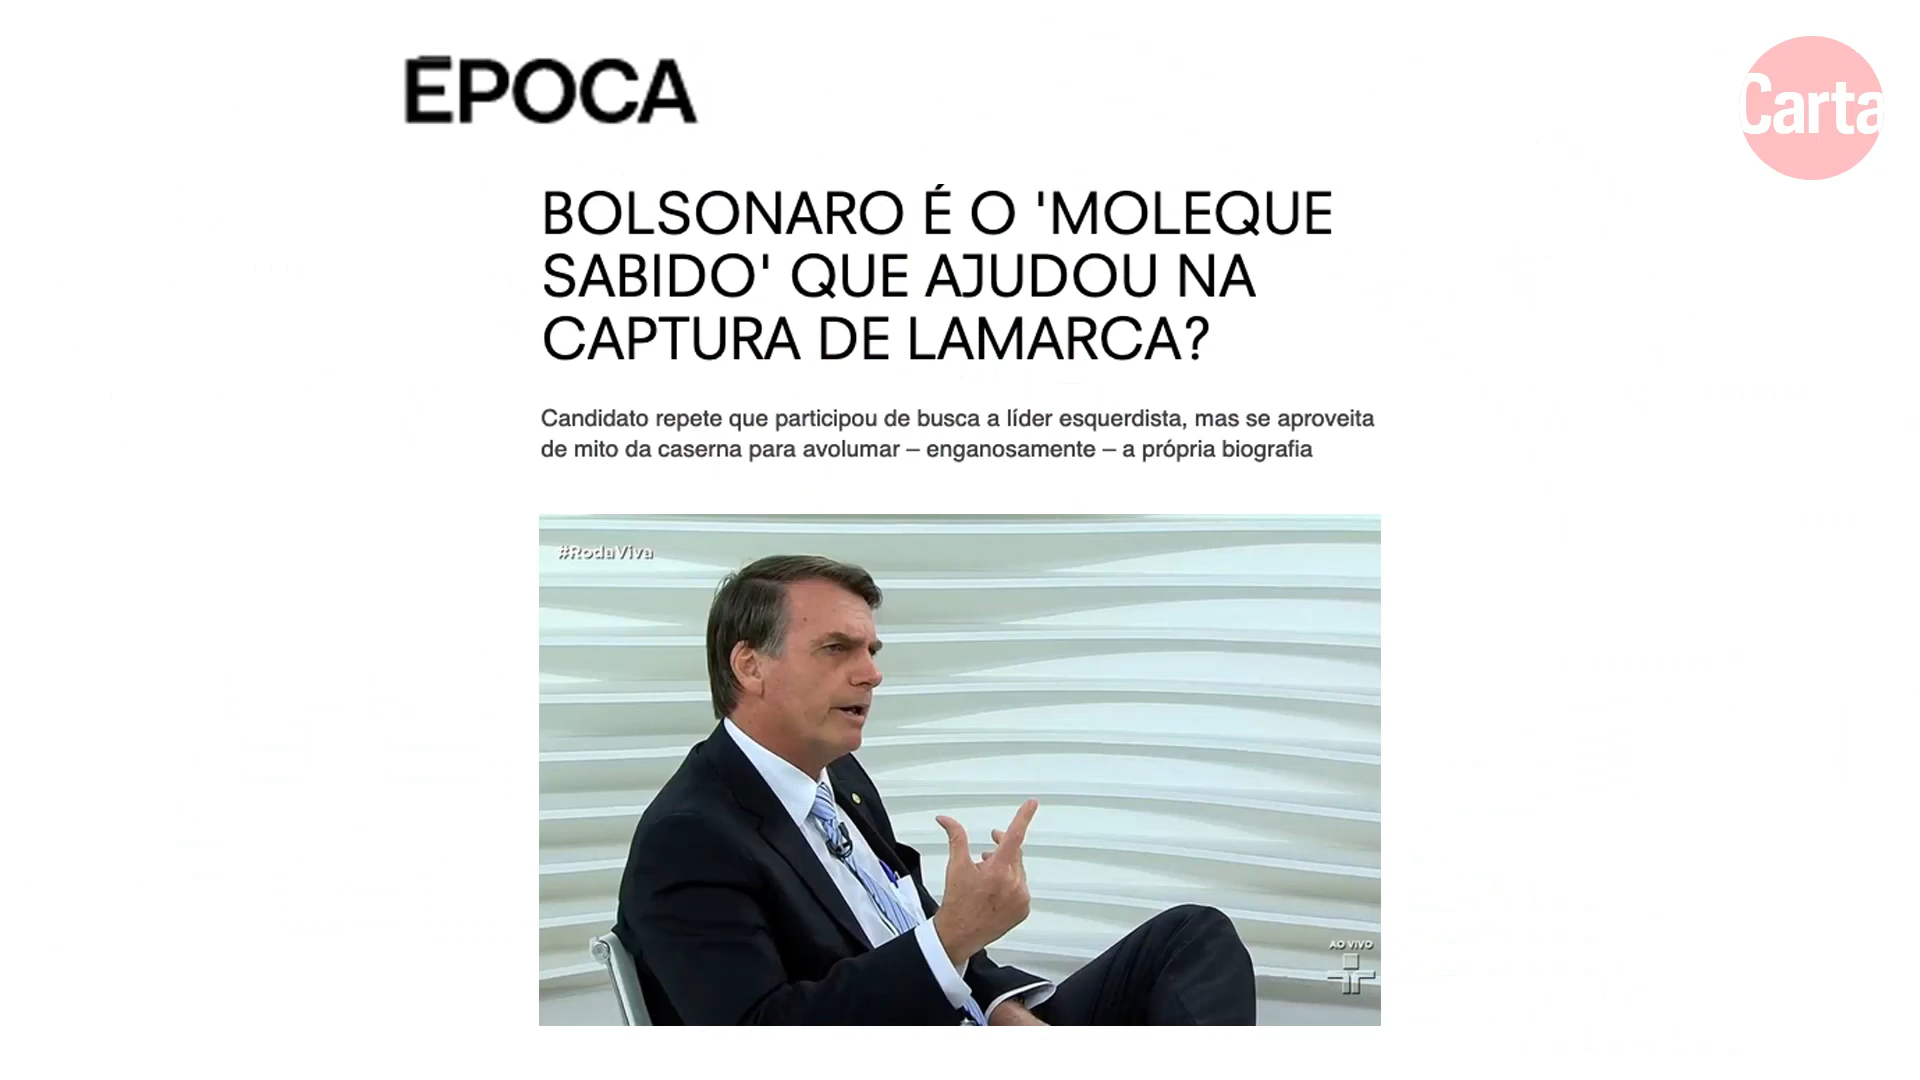 ÉPOCA
Carta
BOLSONARO É O 'MOLEQUE
SABIDO' QUE AJUDOU NA
CAPTURA DE LAMARCA?
Candidato repete que participou de busca a líder esquerdista, mas se aproveita
de mito da caserna para avolumar – enganosamente – a própria biografia
#RodaViva
AO VIVO